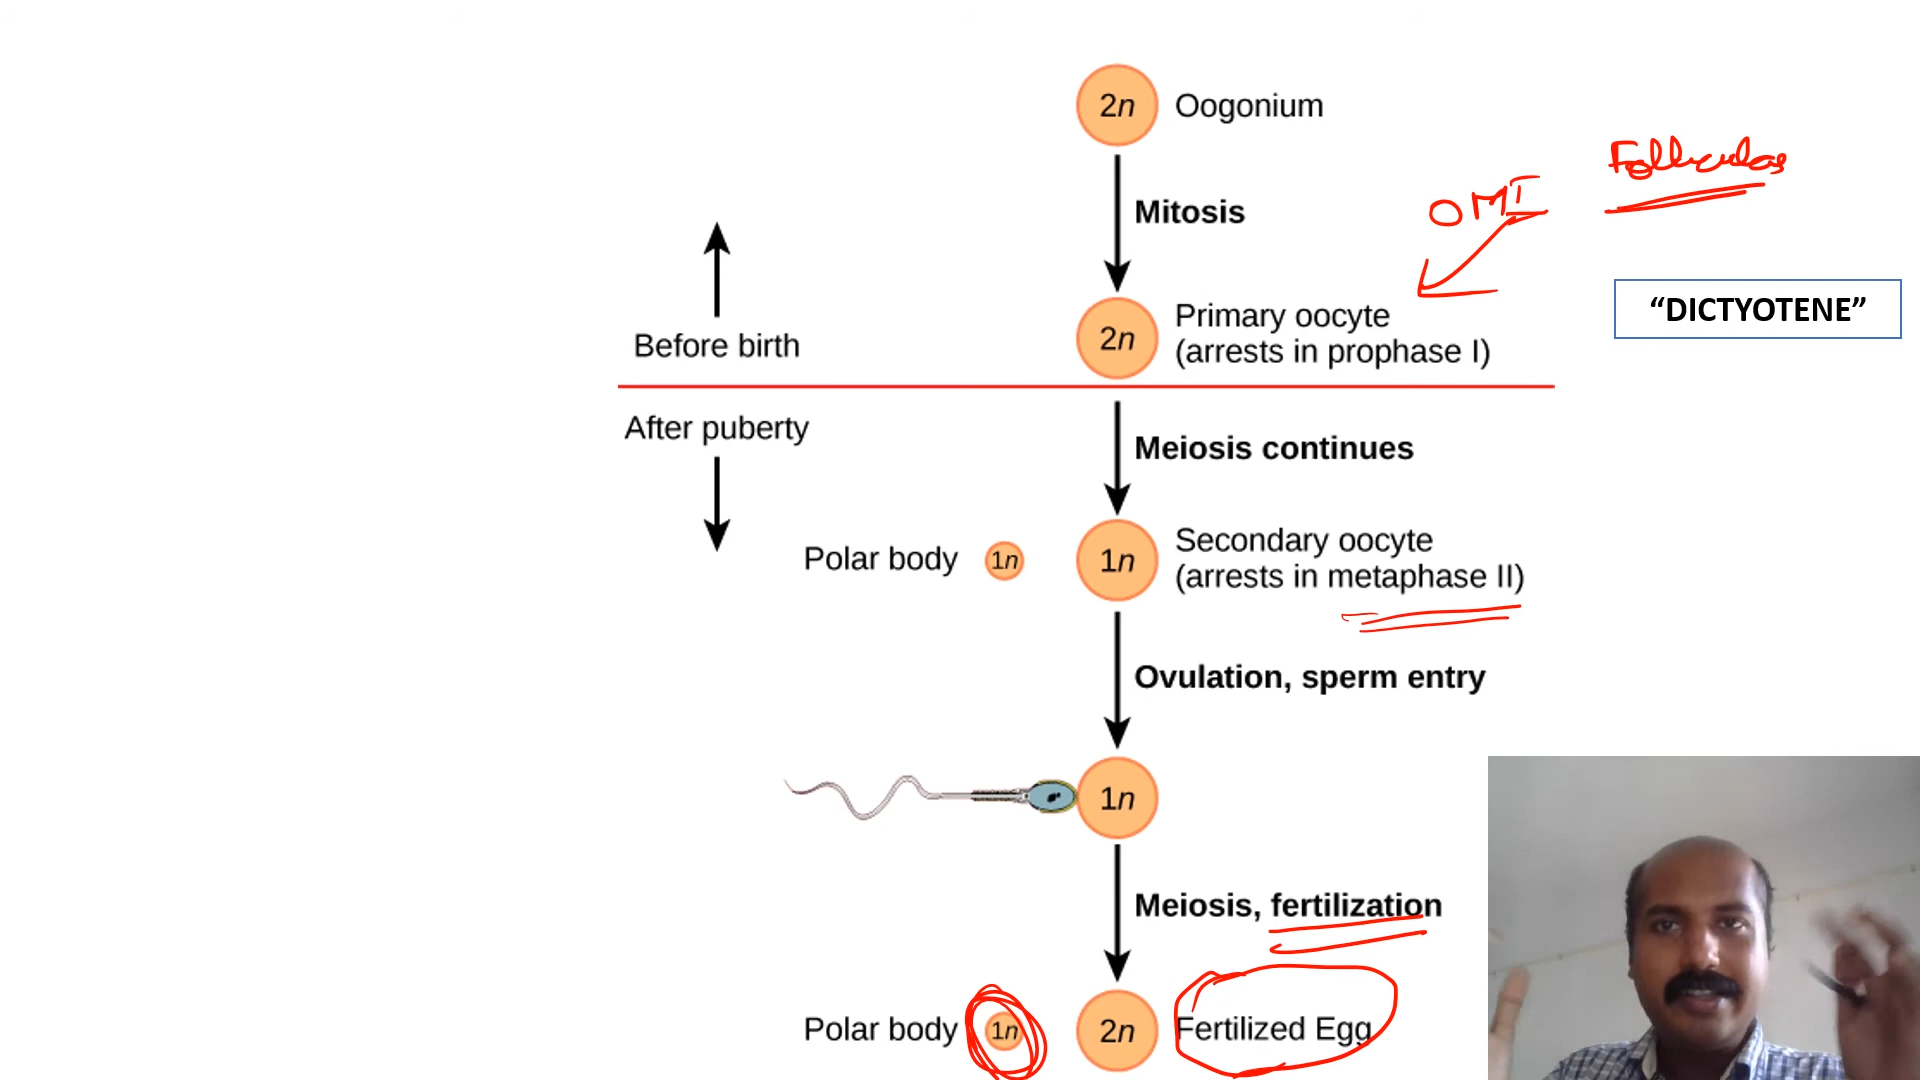 2n Oogonium
Mitosis
OMI
Follicular
"DICTYOTENE"
2n Primary oocyte
(arrests in prophase I)
Before birth
After puberty
Meiosis continues
Polar body 1n 1n Secondary oocyte
(arrests in metaphase II)
Ovulation, sperm entry
1n
Meiosis, fertilization
Polar body 1n 2n Fertilized Egg